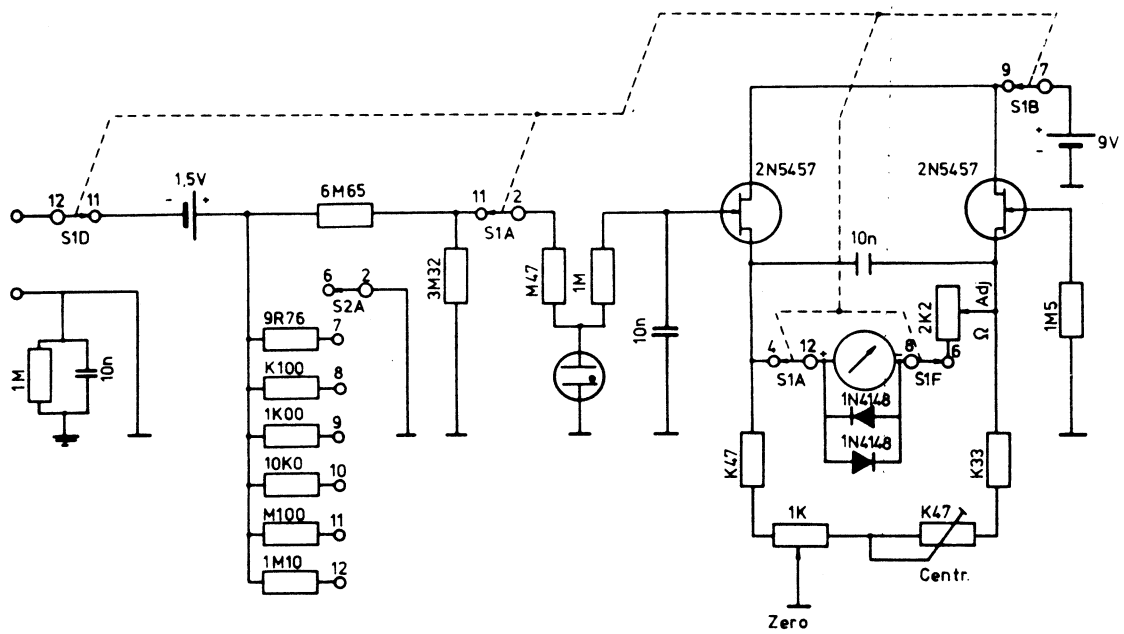 9 7
S1B
+
-
9V
2N5457 2N5457
1,5V
- +
6M65
12 11
S1D
11 2
S1A
10n
M47 1M
3M32
6 2
S2A
9R76 7
K100 8
1K00 9
10K0 10
M100 11
1M10 12
1M 10n
10n
2K2
Ω Adj
1M5
4 12 + - 8 6
S1A S1F
1N4148
1N4148
K47 K33
1K K47
Centr.
Zero